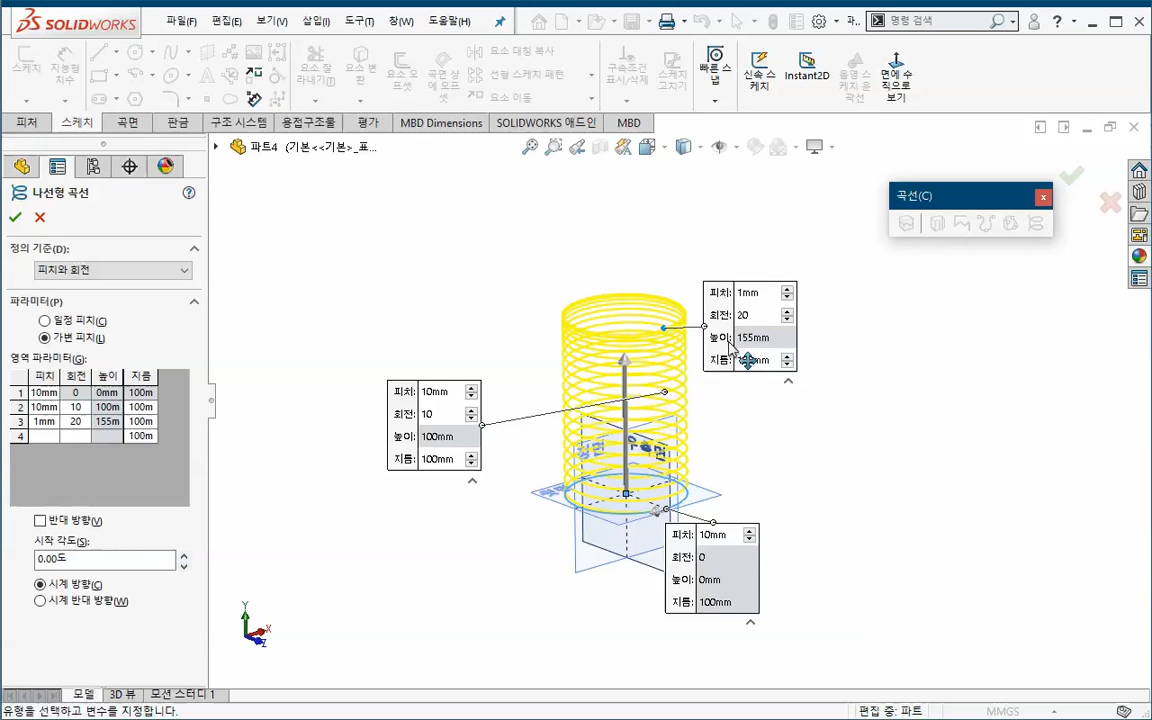 SOLIDWORKS 파일(F) 편집(E) 보기(V) 삽입(I) 도구(T) 창(W) 도움말(H) 명령 검색
스케치 지능형 치수 요소 잘라내기 요소 변환 요소 오프셋 곡면 상에 오프셋 요소 대칭 복사 선형 스케치 패턴 요소 이동 구속조건 표시/삭제 스케치 고치기 빠른 스냅 신속 스케치 Instant2D 음영 스케치 윤곽선 면에 수직으로 보기
피처 스케치 곡면 판금 구조 시스템 용접구조물 평가 MBD Dimensions SOLIDWORKS 애드인 MBD
파트4 (기본<<기본>_표...
나선형 곡선
곡선(C)
정의 기준(D):
피치와 회전
파라미터(P)
일정 피치(C)
가변 피치(L)
영역 파라미터(G):
피치 회전 높이 지름
1 10mm 0 0mm 100m
2 10mm 10 100m 100m
3 1mm 20 155m 100m
4 100m
반대 방향(V)
시작 각도(S):
0.00도
시계 방향(C)
시계 반대 방향(W)
피치: 1mm
회전: 20
높이: 155mm
지름:
피치: 10mm
회전: 10
높이: 100mm
지름: 100mm
피치: 10mm
회전: 0
높이: 0mm
지름: 100mm
Y
X
Z
모델 3D 뷰 모션 스터디 1
유형을 선택하고 변수를 지정합니다. 편집 중: 파트 MMGS